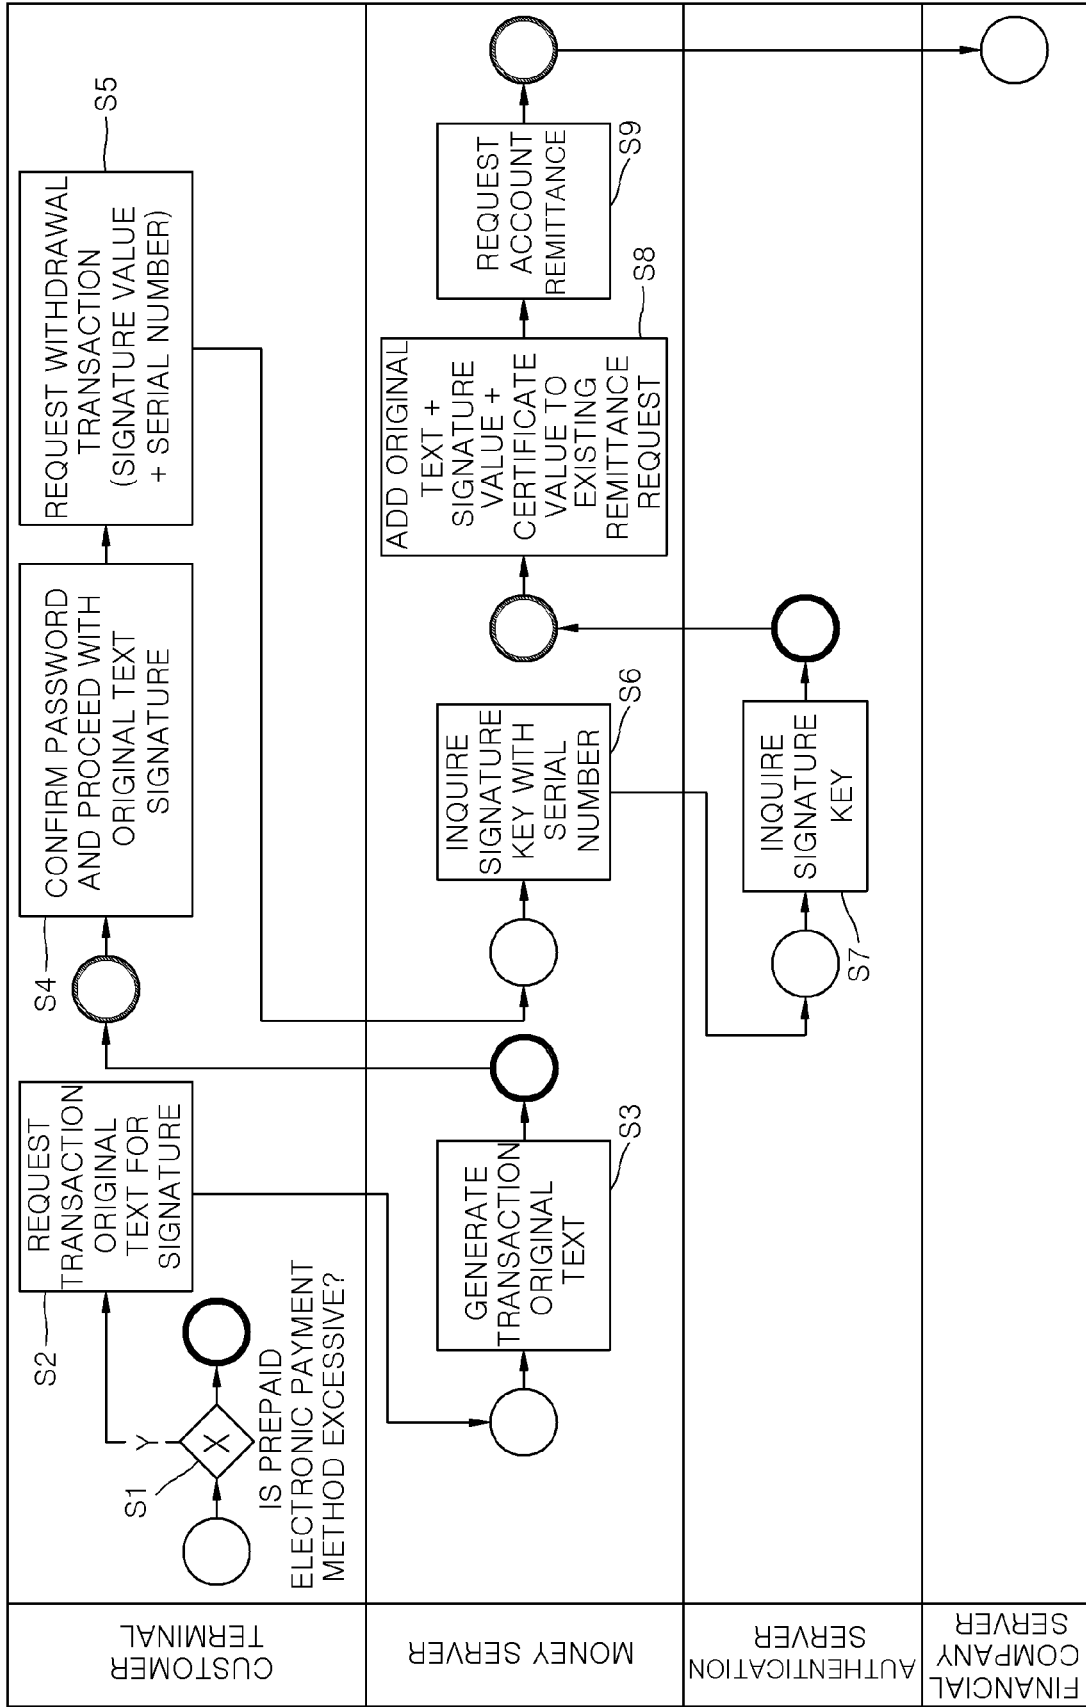 CUSTOMER
TERMINAL
S1
Y
X
IS PREPAID
ELECTRONIC PAYMENT
METHOD EXCESSIVE?
S2
REQUEST
TRANSACTION
ORIGINAL
TEXT FOR
SIGNATURE
S4
CONFIRM PASSWORD
AND PROCEED WITH
ORIGINAL TEXT
SIGNATURE
S5
REQUEST WITHDRAWAL
TRANSACTION
(SIGNATURE VALUE
+ SERIAL NUMBER)
MONEY SERVER
GENERATE
TRANSACTION
ORIGINAL
TEXT
S3
INQUIRE
SIGNATURE
KEY WITH
SERIAL
NUMBER
S6
ADD ORIGINAL
TEXT +
SIGNATURE
VALUE +
CERTIFICATE
VALUE TO
EXISTING
REMITTANCE
REQUEST
S8
REQUEST
ACCOUNT
REMITTANCE
S9
AUTHENTICATION
SERVER
S7
INQUIRE
SIGNATURE
KEY
FINANCIAL
COMPANY
SERVER